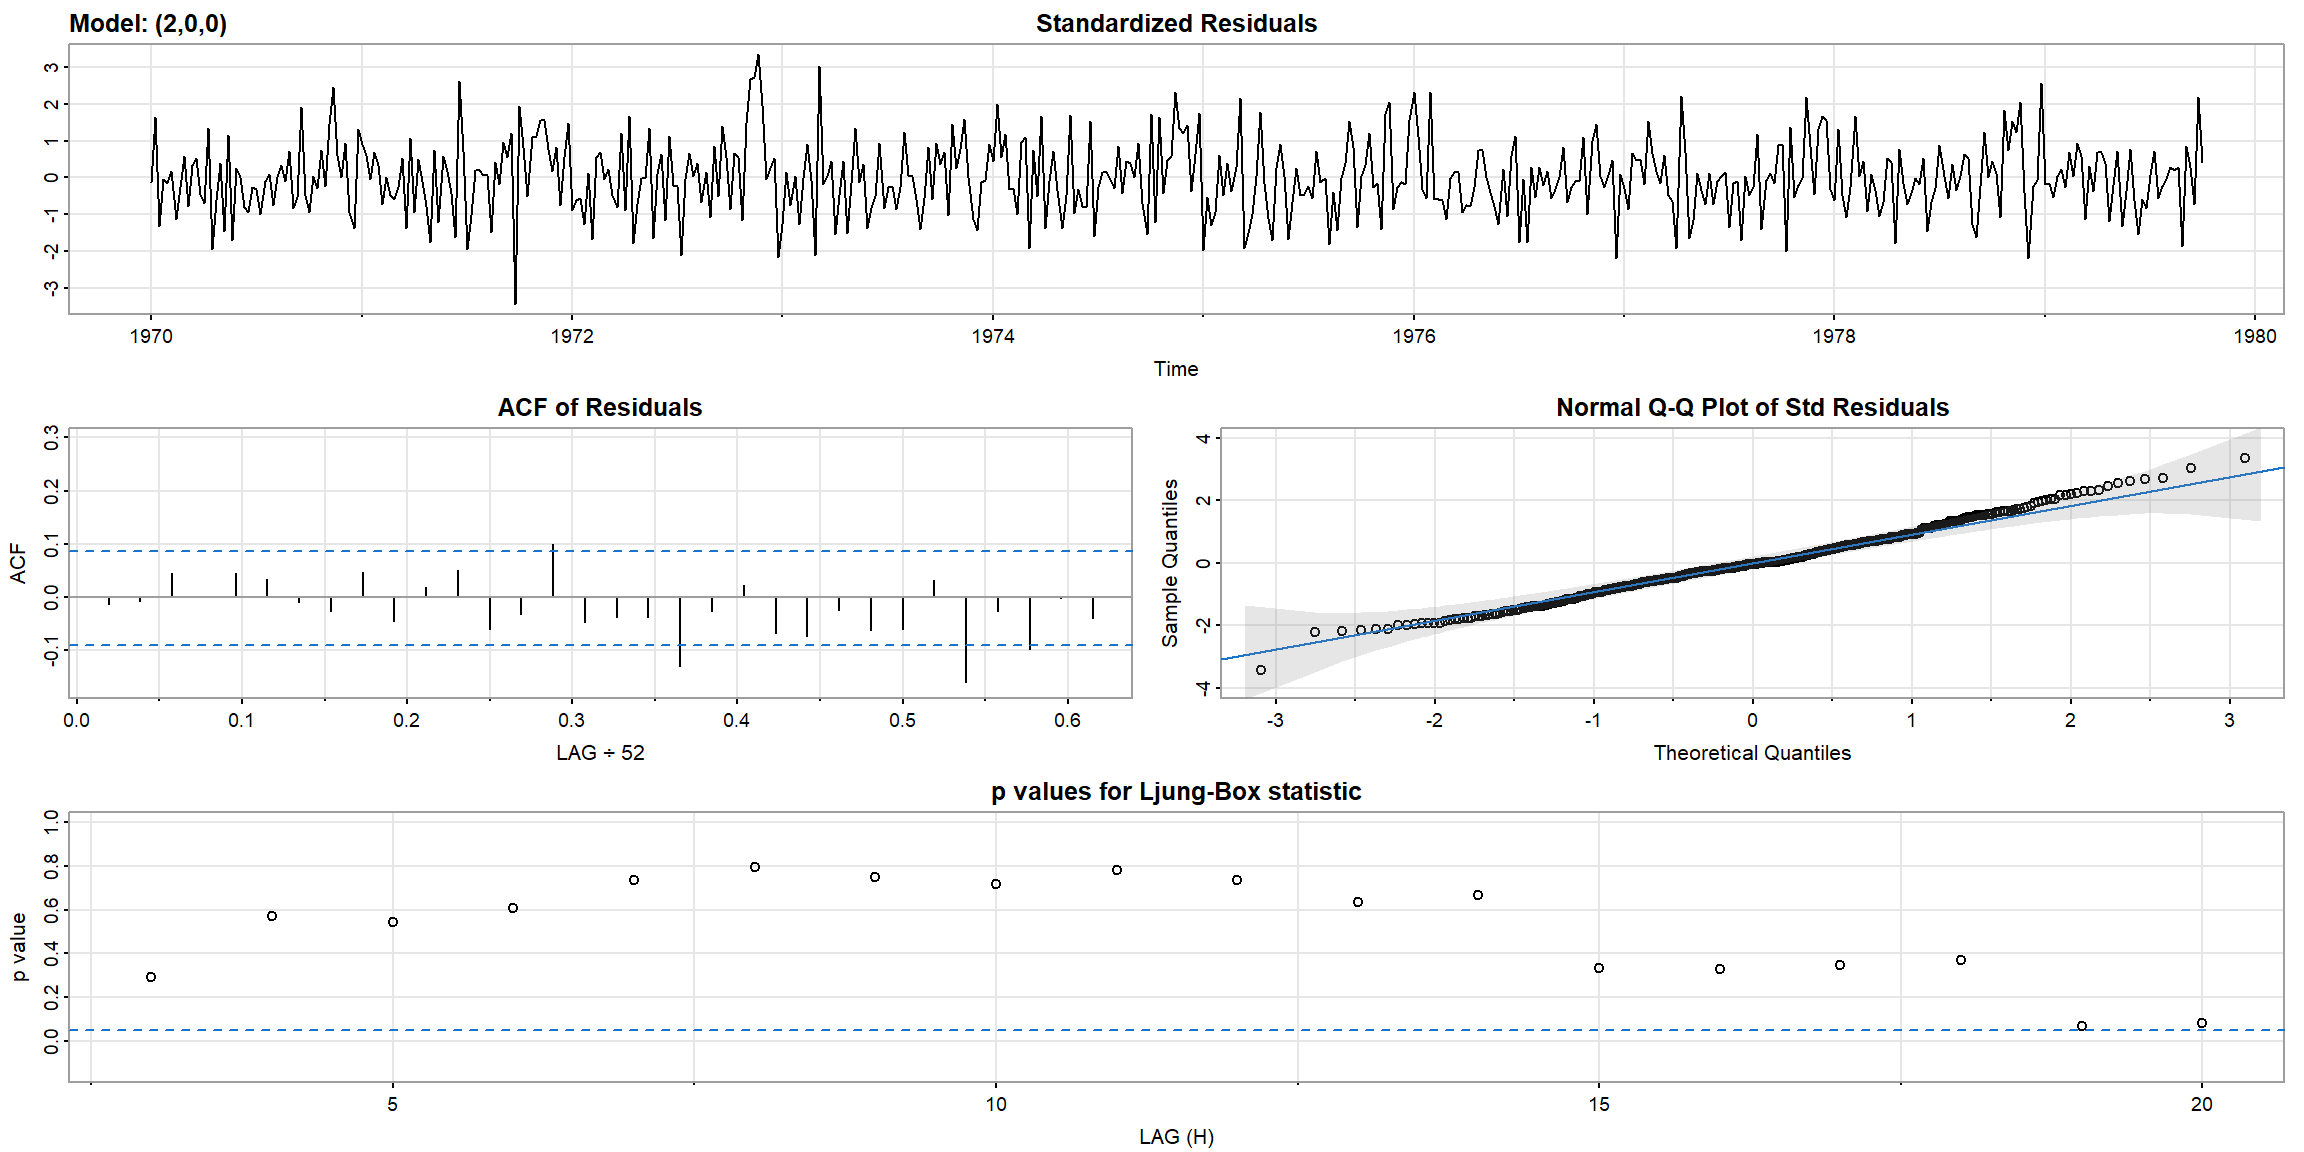 Model: (2,0,0) Standardized Residuals
3
2
1
0
-1
-2
-3
1970 1972 1974 1976 1978 1980
Time
ACF of Residuals
ACF
0.3
0.2
0.1
0.0
-0.1
0.0 0.1 0.2 0.3 0.4 0.5 0.6
LAG ÷ 52
Normal Q-Q Plot of Std Residuals
Sample Quantiles
4
2
0
-2
-4
-3 -2 -1 0 1 2 3
Theoretical Quantiles
p values for Ljung-Box statistic
p value
1.0
0.8
0.6
0.4
0.2
0.0
5 10 15 20
LAG (H)